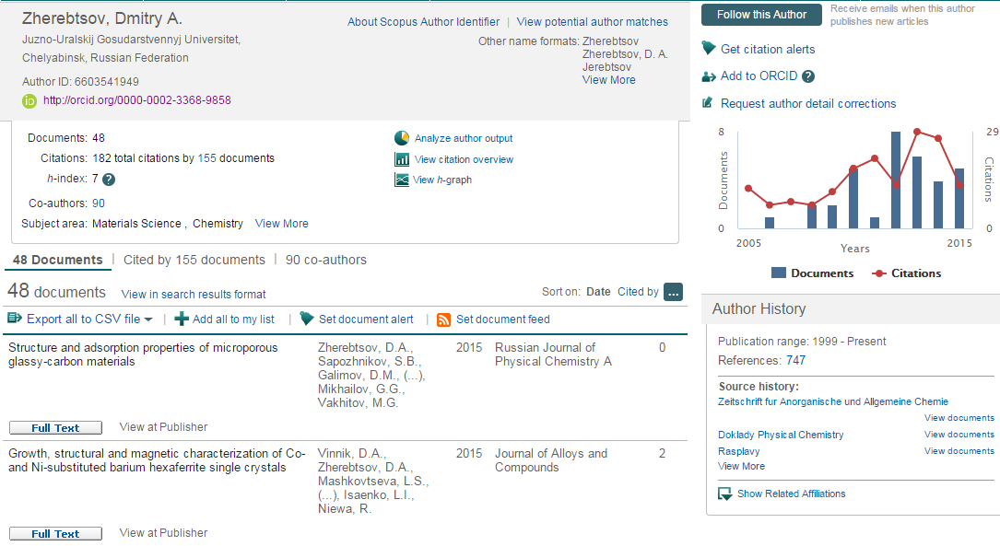 Zherebtsov, Dmitry A.
Juzno-Uralskij Gosudarstvennyj Universitet,
Chelyabinsk, Russian Federation
Author ID: 6603541949
iD http://orcid.org/0000-0002-3368-9858
About Scopus Author Identifier | View potential author matches
Other name formats: Zherebtsov
Zherebtsov, D. A.
Jerebtsov
View More
Documents: 48
Citations: 182 total citations by 155 documents
h-index: 7 ?
Co-authors: 90
Subject area: Materials Science , Chemistry View More
Analyze author output
View citation overview
View h-graph
48 Documents | Cited by 155 documents | 90 co-authors
48 documents View in search results format
Sort on: Date Cited by ...
Export all to CSV file | Add all to my list | Set document alert | Set document feed
Structure and adsorption properties of microporous
glassy-carbon materials
Zherebtsov, D.A.,
Sapozhnikov, S.B.,
Galimov, D.M., (...),
Mikhailov, G.G.,
Vakhitov, M.G.
2015
Russian Journal of
Physical Chemistry A
0
Full Text View at Publisher
Growth, structural and magnetic characterization of Co-
and Ni-substituted barium hexaferrite single crystals
Vinnik, D.A.,
Zherebtsov, D.A.,
Mashkovtseva, L.S.,
(...), Isaenko, L.I.,
Niewa, R.
2015
Journal of Alloys and
Compounds
2
Full Text View at Publisher
Follow this Author
Receive emails when this author
publishes new articles
Get citation alerts
Add to ORCID ?
Request author detail corrections
8
Documents
0
29
Citations
0
2005
2015
Years
Documents Citations
Author History
Publication range: 1999 - Present
References: 747
Source history:
Zeitschrift fur Anorganische und Allgemeine Chemie
View documents
Doklady Physical Chemistry View documents
Rasplavy View documents
View More
Show Related Affiliations